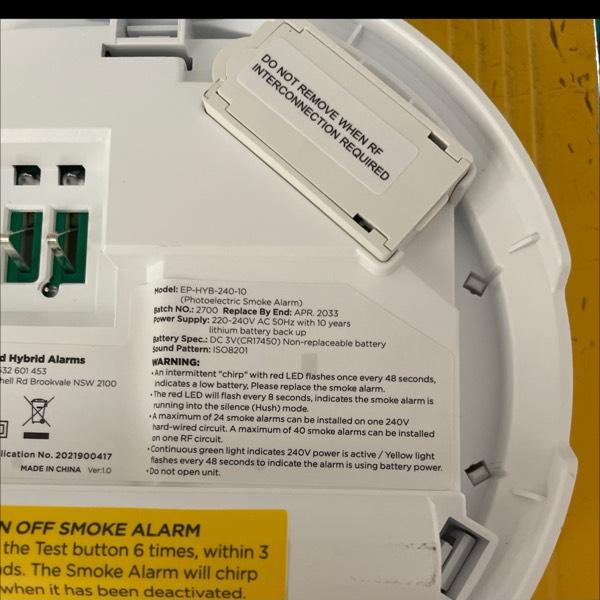 DO NOT REMOVE WHEN RF
INTERCONNECTION REQUIRED
Model: EP-HYB-240-10
(Photoelectric Smoke Alarm)
Batch NO.: 2700 Replace By End: APR. 2033
Power Supply: 220-240V AC 50Hz with 10 years
lithium battery back up
Battery Spec.: DC 3V(CR17450) Non-replaceable battery
Sound Pattern: ISO8201
WARNING:
•An intermittent "chirp" with red LED flashes once every 48 seconds,
indicates a low battery, Please replace the smoke alarm.
•The red LED will flash every 8 seconds, indicates the smoke alarm is
running into the silence (Hush) mode.
•A maximum of 24 smoke alarms can be installed on one 240V
hard-wired circuit. A maximum of 40 smoke alarms can be installed
on one RF circuit.
•Continuous green light indicates 240V power is active / Yellow light
flashes every 48 seconds to indicate the alarm is using battery power.
•Do not open unit.
d Hybrid Alarms
532 601 453
hell Rd Brookvale NSW 2100
lication No. 2021900417
MADE IN CHINA Ver:1.0
N OFF SMOKE ALARM
the Test button 6 times, within 3
ds. The Smoke Alarm will chirp
when it has been deactivated.